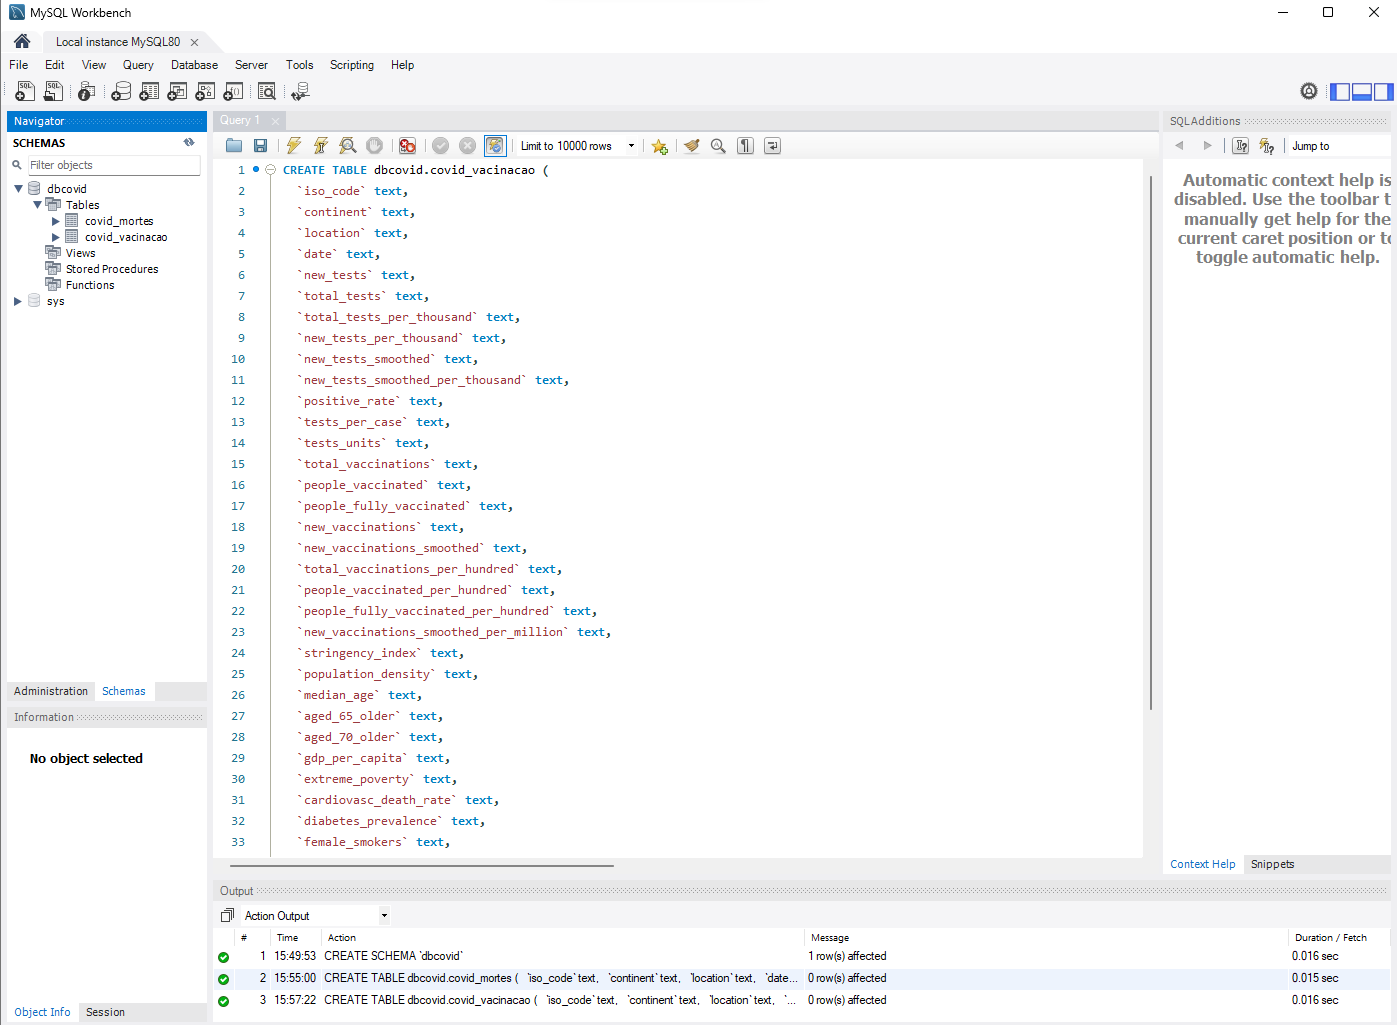 MySQL Workbench
Local instance MySQL80
File Edit View Query Database Server Tools Scripting Help
Navigator
SCHEMAS
Filter objects
dbcovid
Tables
covid_mortes
covid_vacinacao
Views
Stored Procedures
Functions
sys
Administration Schemas
Information
No object selected
Object Info Session
Query 1
Limit to 10000 rows
1 CREATE TABLE dbcovid.covid_vacinacao (
2 `iso_code` text,
3 `continent` text,
4 `location` text,
5 `date` text,
6 `new_tests` text,
7 `total_tests` text,
8 `total_tests_per_thousand` text,
9 `new_tests_per_thousand` text,
10 `new_tests_smoothed` text,
11 `new_tests_smoothed_per_thousand` text,
12 `positive_rate` text,
13 `tests_per_case` text,
14 `tests_units` text,
15 `total_vaccinations` text,
16 `people_vaccinated` text,
17 `people_fully_vaccinated` text,
18 `new_vaccinations` text,
19 `new_vaccinations_smoothed` text,
20 `total_vaccinations_per_hundred` text,
21 `people_vaccinated_per_hundred` text,
22 `people_fully_vaccinated_per_hundred` text,
23 `new_vaccinations_smoothed_per_million` text,
24 `stringency_index` text,
25 `population_density` text,
26 `median_age` text,
27 `aged_65_older` text,
28 `aged_70_older` text,
29 `gdp_per_capita` text,
30 `extreme_poverty` text,
31 `cardiovasc_death_rate` text,
32 `diabetes_prevalence` text,
33 `female_smokers` text,
SQLAdditions
Jump to
Automatic context help is
disabled. Use the toolbar t
manually get help for the
current caret position or to
toggle automatic help.
Context Help Snippets
Output
Action Output
# Time Action Message Duration / Fetch
1 15:49:53 CREATE SCHEMA `dbcovid` 1 row(s) affected 0.016 sec
2 15:55:00 CREATE TABLE dbcovid.covid_mortes ( `iso_code` text, `continent` text, `location` text, `date... 0 row(s) affected 0.015 sec
3 15:57:22 CREATE TABLE dbcovid.covid_vacinacao ( `iso_code` text, `continent` text, `location` text, `... 0 row(s) affected 0.016 sec